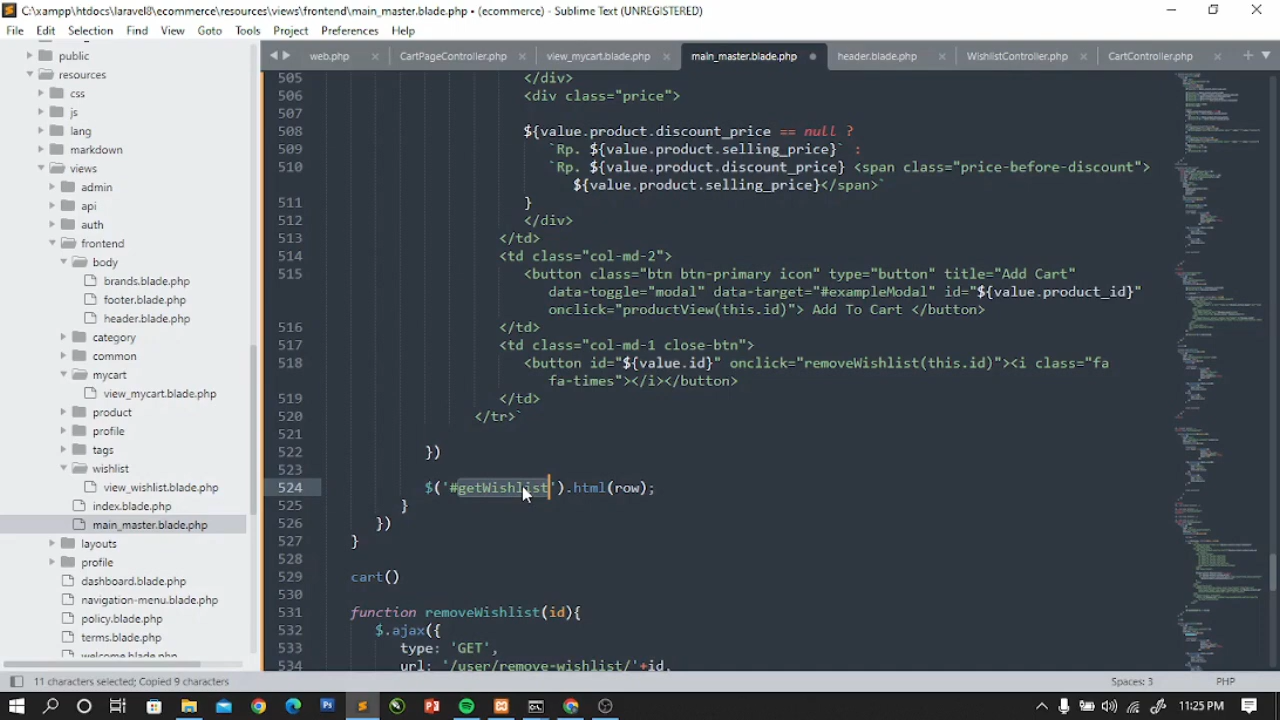 C:\xampp\htdocs\laravel8\ecommerce\resources\views\frontend\main_master.blade.php • (ecommerce) - Sublime Text (UNREGISTERED)
File Edit Selection Find View Goto Tools Project Preferences Help
web.php CartPageController.php view_mycart.blade.php main_master.blade.php header.blade.php WishlistController.php CartController.php
public
resources
css
js
lang
markdown
views
admin
api
auth
frontend
body
brands.blade.php
footer.blade.php
header.blade.php
category
common
mycart
view_mycart.blade.php
product
profile
tags
wishlist
view_wishlist.blade.php
index.blade.php
main_master.blade.php
layouts
profile
dashboard.blade.php
navigation-menu.blade.php
policy.blade.php
terms.blade.php
welcome.blade.php
505 </div>
506 <div class="price">
507
508 ${value.product.discount_price == null ?
509 `Rp. ${value.product.selling_price}` :
510 `Rp. ${value.product.discount_price} <span class="price-before-discount">
${value.product.selling_price}</span>`
511 }
512 </div>
513 </td>
514 <td class="col-md-2">
515 <button class="btn btn-primary icon" type="button" title="Add Cart"
data-toggle="modal" data-target="#exampleModal" id="${value.product_id}"
onclick="productView(this.id)"> Add To Cart </button>
516 </td>
517 <td class="col-md-1 close-btn">
518 <button id="${value.id}" onclick="removeWishlist(this.id)"><i class="fa
fa-times"></i></button>
519 </td>
520 </tr>`
521
522 })
523
524 $('#getWishlist').html(row);
525 }
526 })
527 }
528
529 cart()
530
531 function removeWishlist(id){
532 $.ajax({
533 type: 'GET',
534 url: '/user/remove-wishlist/'+id,
11 characters selected; Copied 9 characters Spaces: 3 PHP
11:25 PM